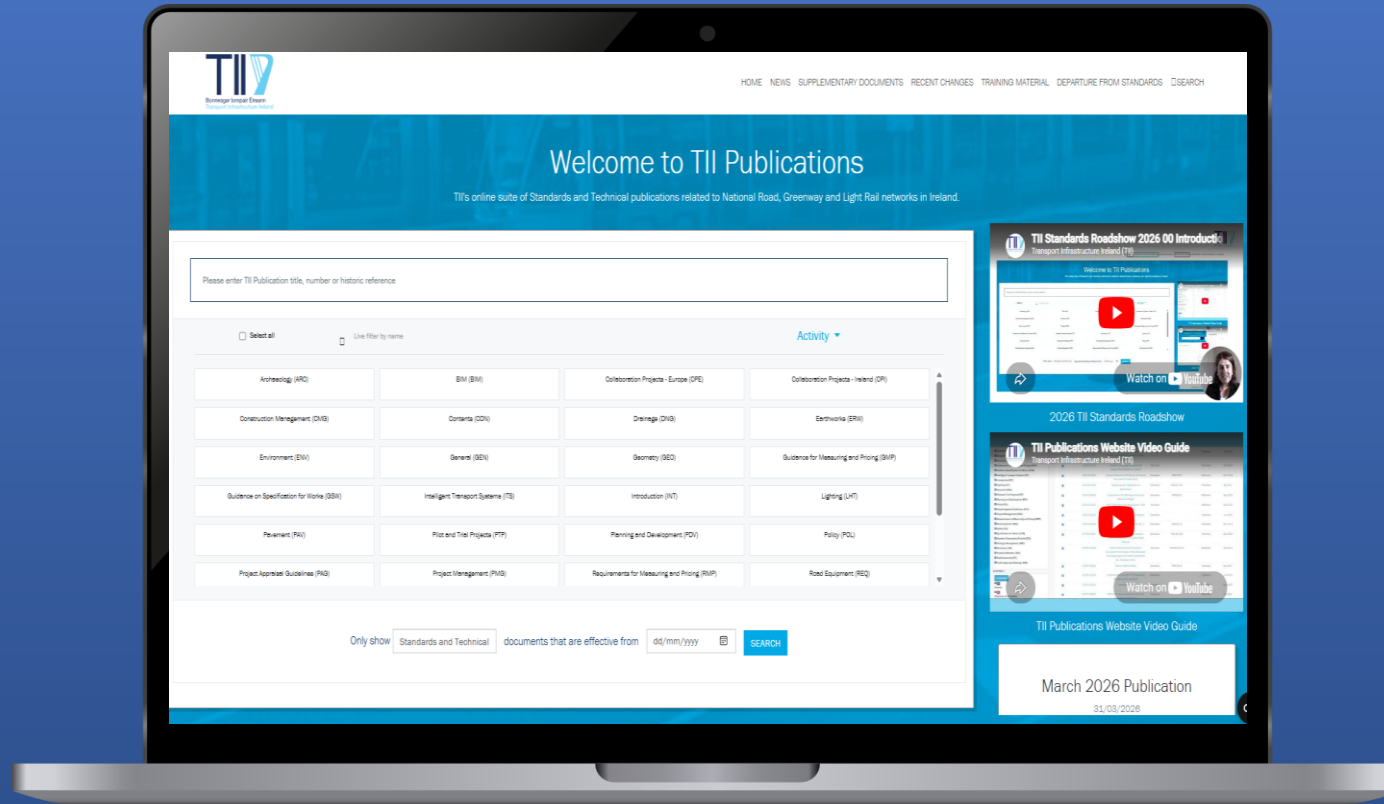 TII
Bonneagar Iompair Éireann
Transport Infrastructure Ireland
HOME NEWS SUPPLEMENTARY DOCUMENTS RECENT CHANGES TRAINING MATERIAL DEPARTURE FROM STANDARDS SEARCH
Welcome to TII Publications
TII's online suite of Standards and Technical publications related to National Road, Greenway and Light Rail networks in Ireland.
Please enter TII Publication title, number or historic reference
Select all
Live filter by name
Activity
Archaeology (ARC)
BIM (BIM)
Collaboration Projects - Europe (CPE)
Collaboration Projects - Ireland (CPI)
Construction Management (CMG)
Contents (CON)
Drainage (DNG)
Earthworks (ERW)
Environment (ENV)
General (GEN)
Geometry (GEO)
Guidance for Measuring and Pricing (GMP)
Guidance on Specification for Works (GSW)
Intelligent Transport Systems (ITS)
Introduction (INT)
Lighting (LHT)
Pavement (PAV)
Pilot and Trial Projects (PTP)
Planning and Development (PDV)
Policy (POL)
Project Appraisal Guidelines (PAG)
Project Management (PMG)
Requirements for Measuring and Pricing (RMP)
Road Equipment (REQ)
Only show Standards and Technical documents that are effective from dd/mm/yyyy SEARCH
TII Standards Roadshow 2026 00 Introductio
Transport Infrastructure Ireland (TII)
Welcome to TII Publications
Watch on YouTube
2026 TII Standards Roadshow
TII Publications Website Video Guide
Transport Infrastructure Ireland (TII)
Watch on YouTube
TII Publications Website Video Guide
March 2026 Publication
31/03/2026